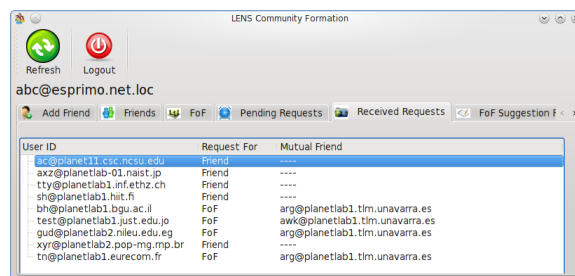 LENS Community Formation
Refresh Logout
abc@esprimo.net.loc
Add Friend Friends FoF Pending Requests Received Requests FoF Suggestion
User ID Request For Mutual Friend
ac@planet11.csc.ncsu.edu Friend ----
axz@planetlab-01.naist.jp Friend ----
tty@planetlab1.inf.ethz.ch Friend ----
sh@planetlab1.hiit.fi Friend ----
bh@planetlab1.bgu.ac.il FoF arg@planetlab1.tlm.unavarra.es
test@planetlab1.just.edu.jo FoF awk@planetlab1.tlm.unavarra.es
gud@planetlab2.nileu.edu.eg FoF arg@planetlab1.tlm.unavarra.es
xyr@planetlab2.pop-mg.rnp.br Friend ----
tn@planetlab1.eurecom.fr FoF arg@planetlab1.tlm.unavarra.es